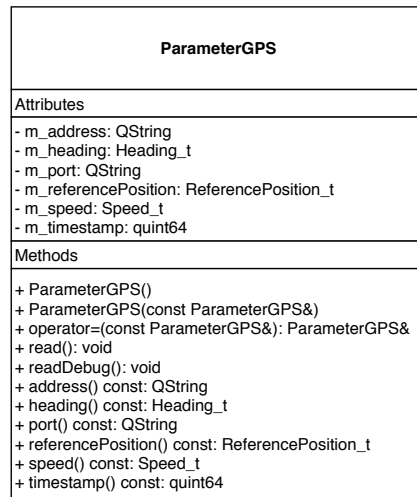 ParameterGPS
Attributes
- m_address: QString
- m_heading: Heading_t
- m_port: QString
- m_referencePosition: ReferencePosition_t
- m_speed: Speed_t
- m_timestamp: quint64
Methods
+ ParameterGPS()
+ ParameterGPS(const ParameterGPS&)
+ operator=(const ParameterGPS&): ParameterGPS&
+ read(): void
+ readDebug(): void
+ address() const: QString
+ heading() const: Heading_t
+ port() const: QString
+ referencePosition() const: ReferencePosition_t
+ speed() const: Speed_t
+ timestamp() const: quint64